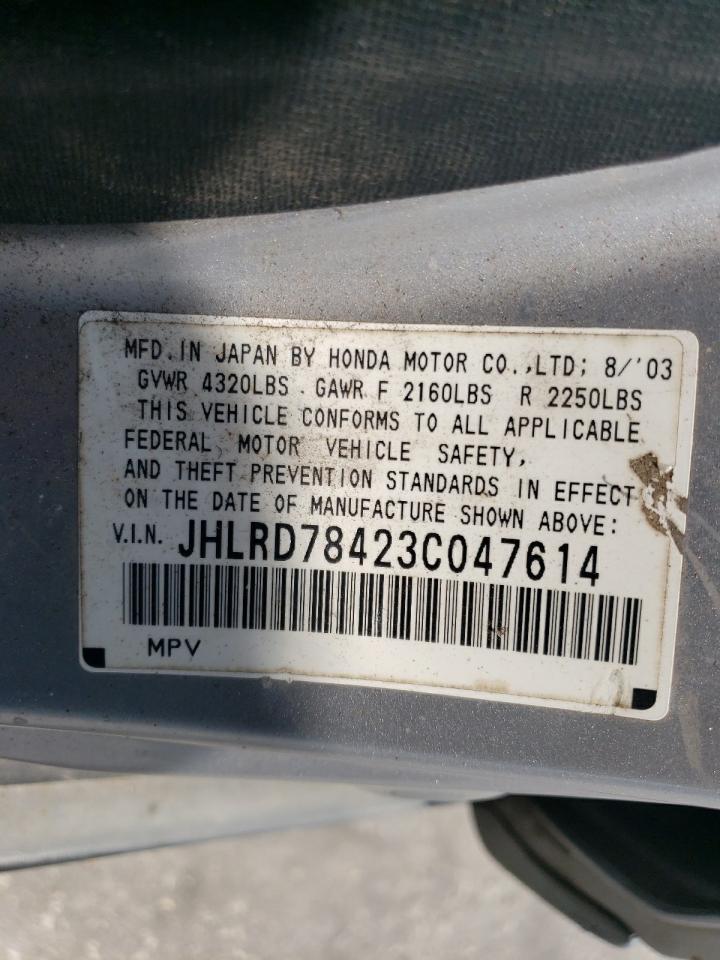 MFD. IN JAPAN BY HONDA MOTOR CO., LTD; 8/'03
GVWR 4320LBS GAWR F 2160LBS R 2250LBS
THIS VEHICLE CONFORMS TO ALL APPLICABLE
FEDERAL MOTOR VEHICLE SAFETY,
AND THEFT PREVENTION STANDARDS IN EFFECT
ON THE DATE OF MANUFACTURE SHOWN ABOVE:
V.I.N. JHLRD78423C047614
MPV